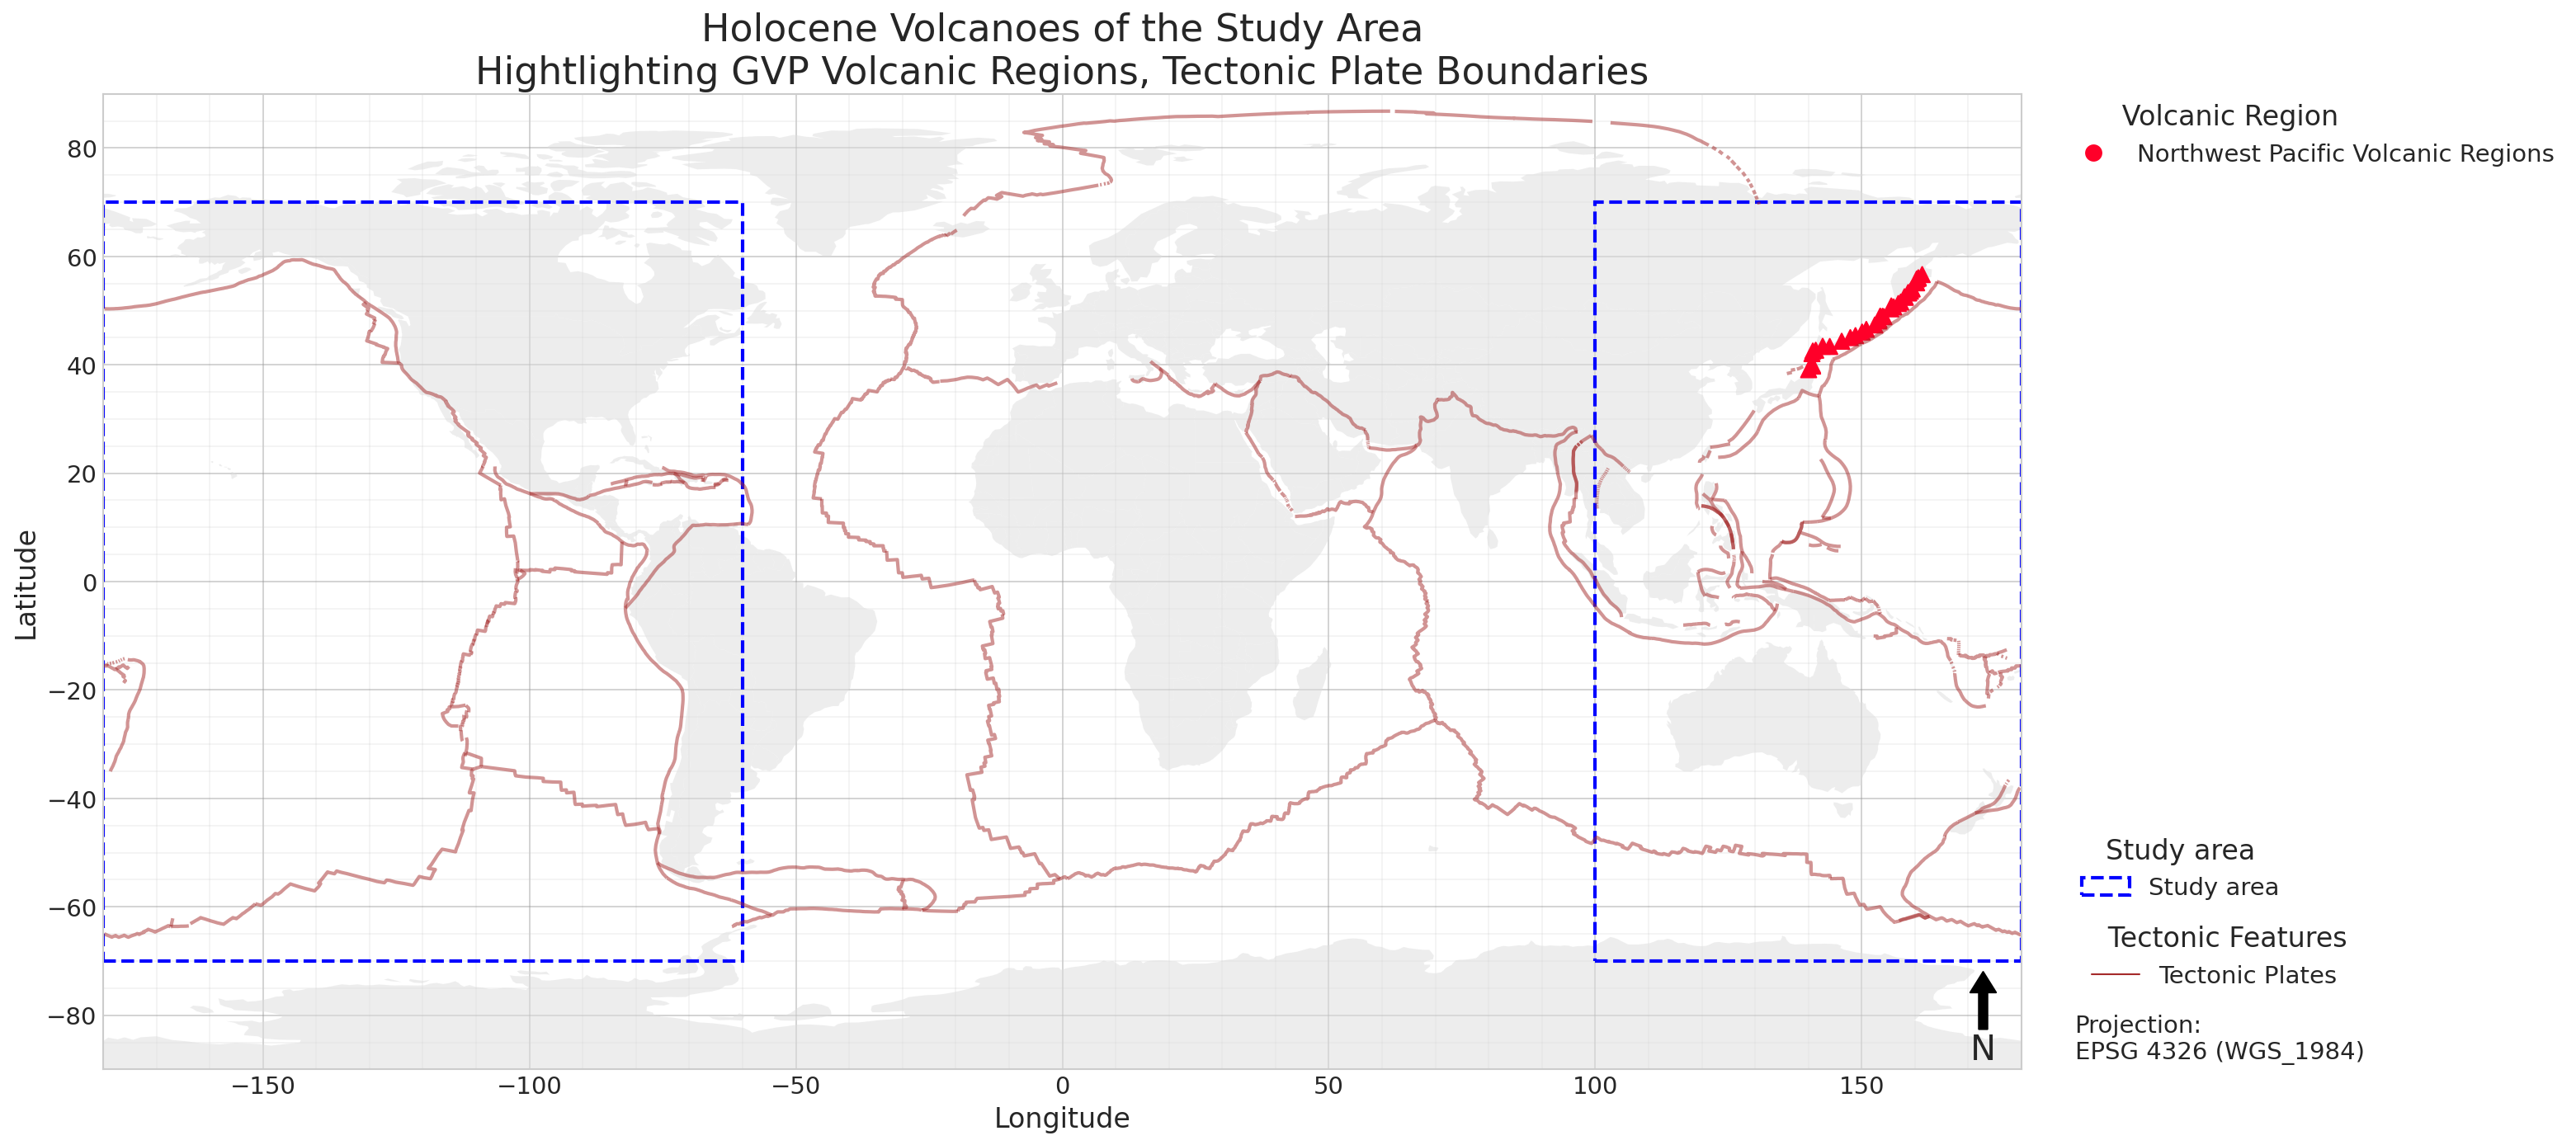 Holocene Volcanoes of the Study Area
Hightlighting GVP Volcanic Regions, Tectonic Plate Boundaries
Volcanic Region
Northwest Pacific Volcanic Regions
80
60
40
20
0
−20
−40
−60
−80
Latitude
−150
−100
−50
0
50
100
150
Longitude
N
Study area
Study area
Tectonic Features
Tectonic Plates
Projection:
EPSG 4326 (WGS_1984)